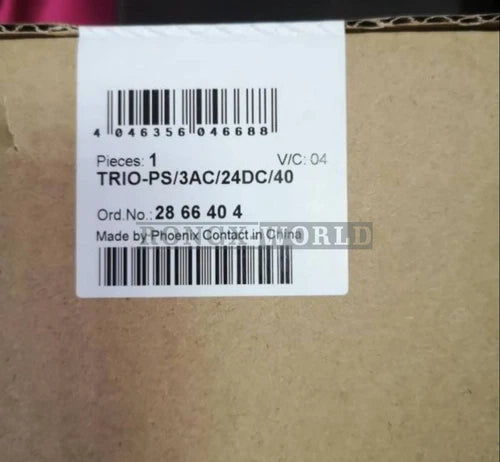 4 046356 046688
Pieces: 1 V/C: 04
TRIO-PS/3AC/24DC/40
Ord.No.: 28 66 40 4
Made by Phoenix Contact in China
RONGX WORLD